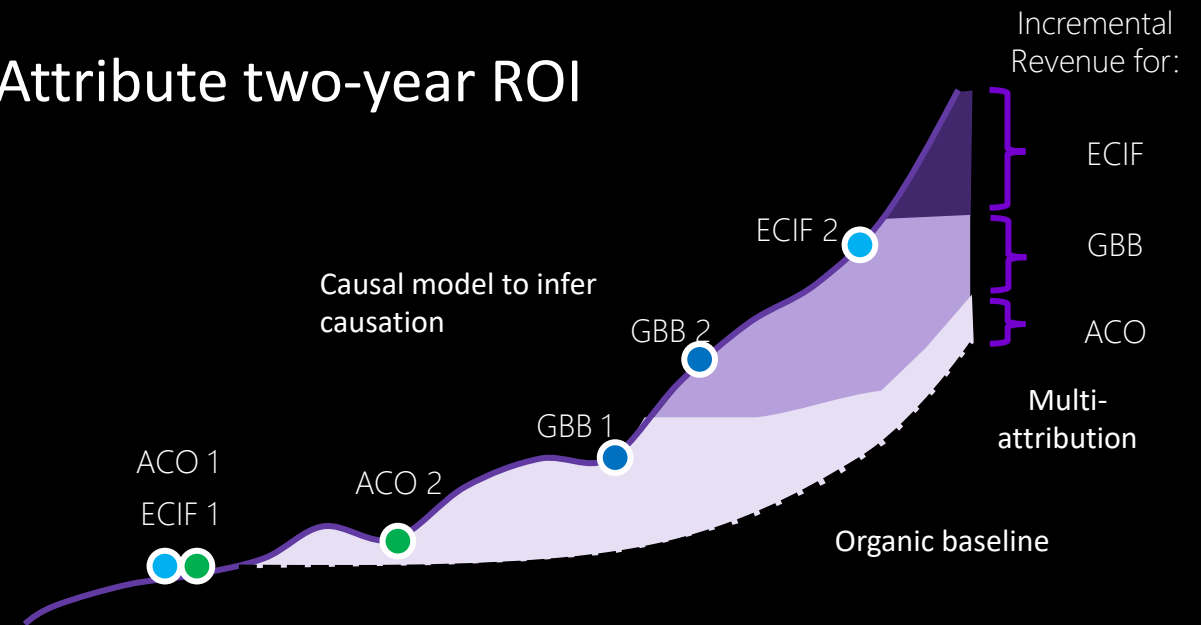 Attribute two-year ROI
Incremental
Revenue for:
ECIF
GBB
ACO
Multi-
attribution
Organic baseline
Causal model to infer
causation
ECIF 2
GBB 2
GBB 1
ACO 2
ACO 1
ECIF 1